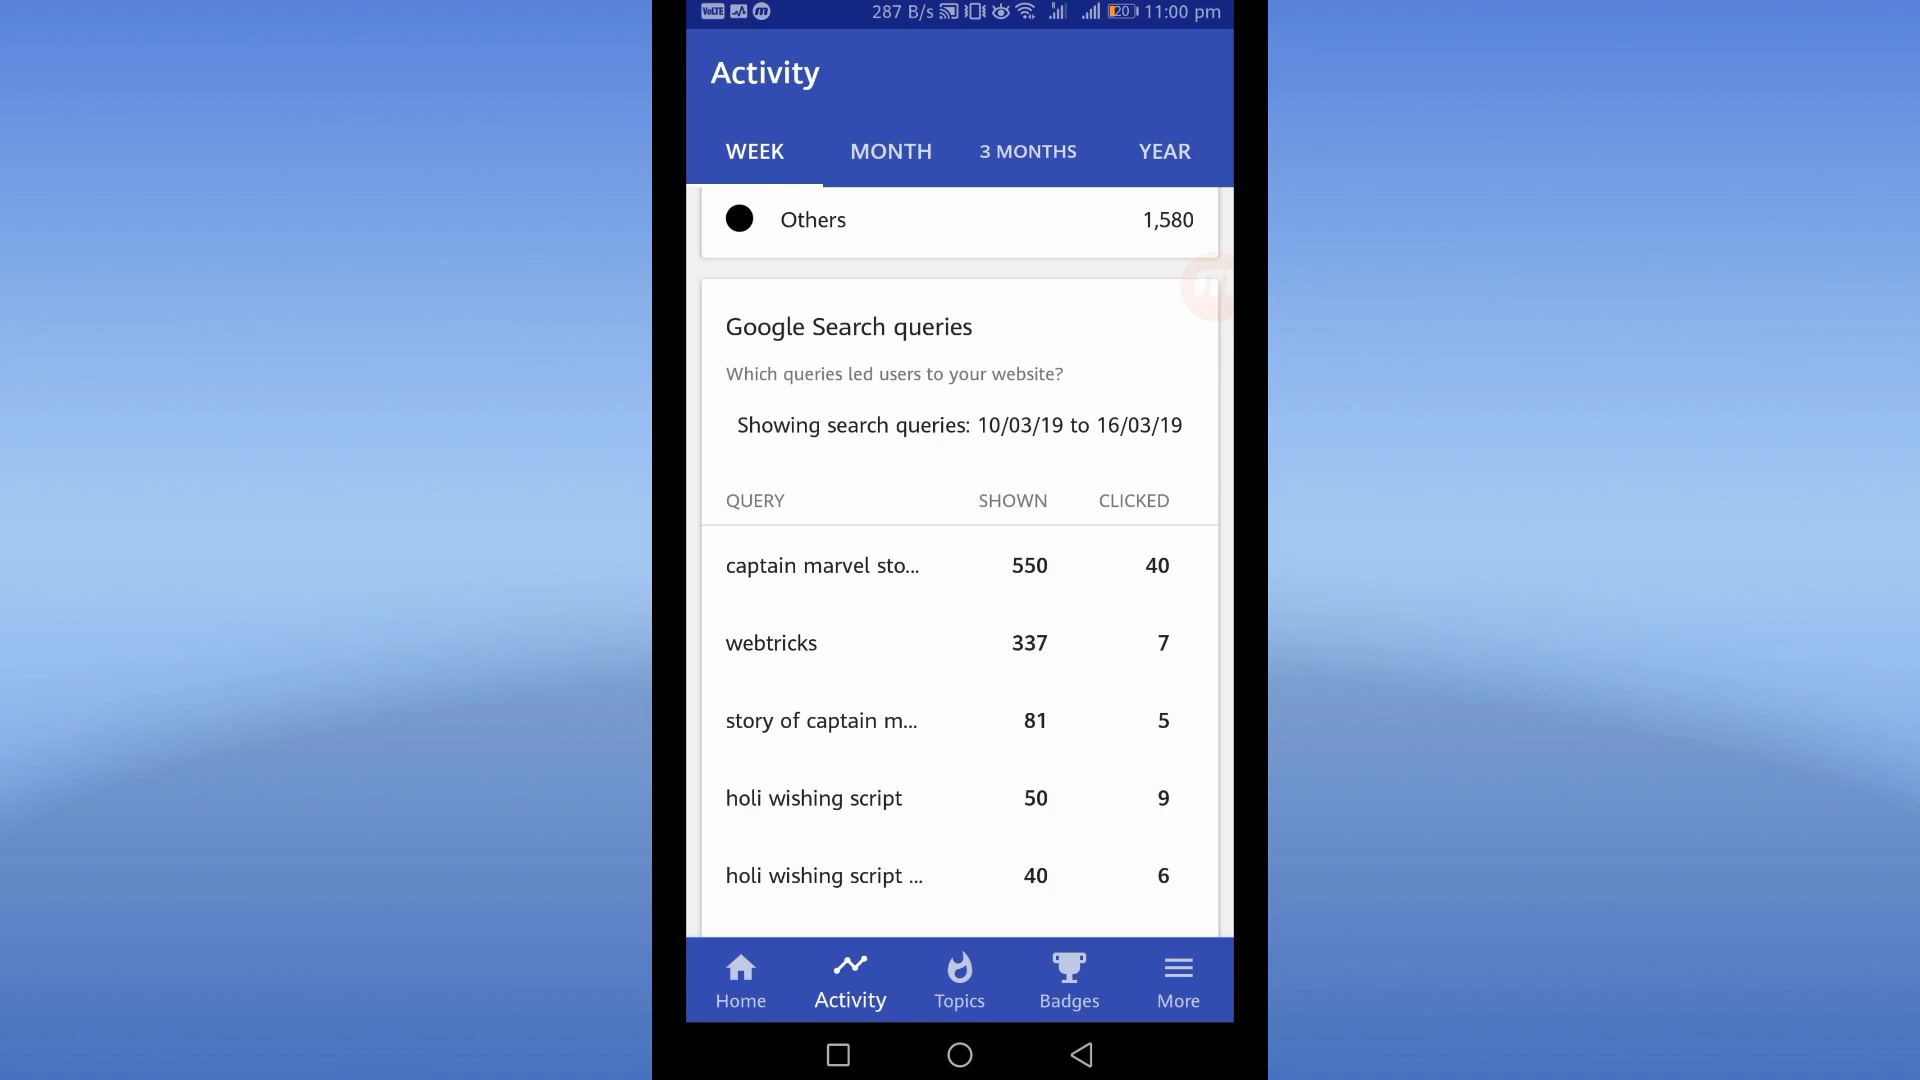 VoLTE 287 B/s 20 11:00 pm
Activity
WEEK MONTH 3 MONTHS YEAR
Others 1,580
Google Search queries
Which queries led users to your website?
Showing search queries: 10/03/19 to 16/03/19
QUERY SHOWN CLICKED
captain marvel sto... 550 40
webtricks 337 7
story of captain m... 81 5
holi wishing script 50 9
holi wishing script ... 40 6
Home Activity Topics Badges More